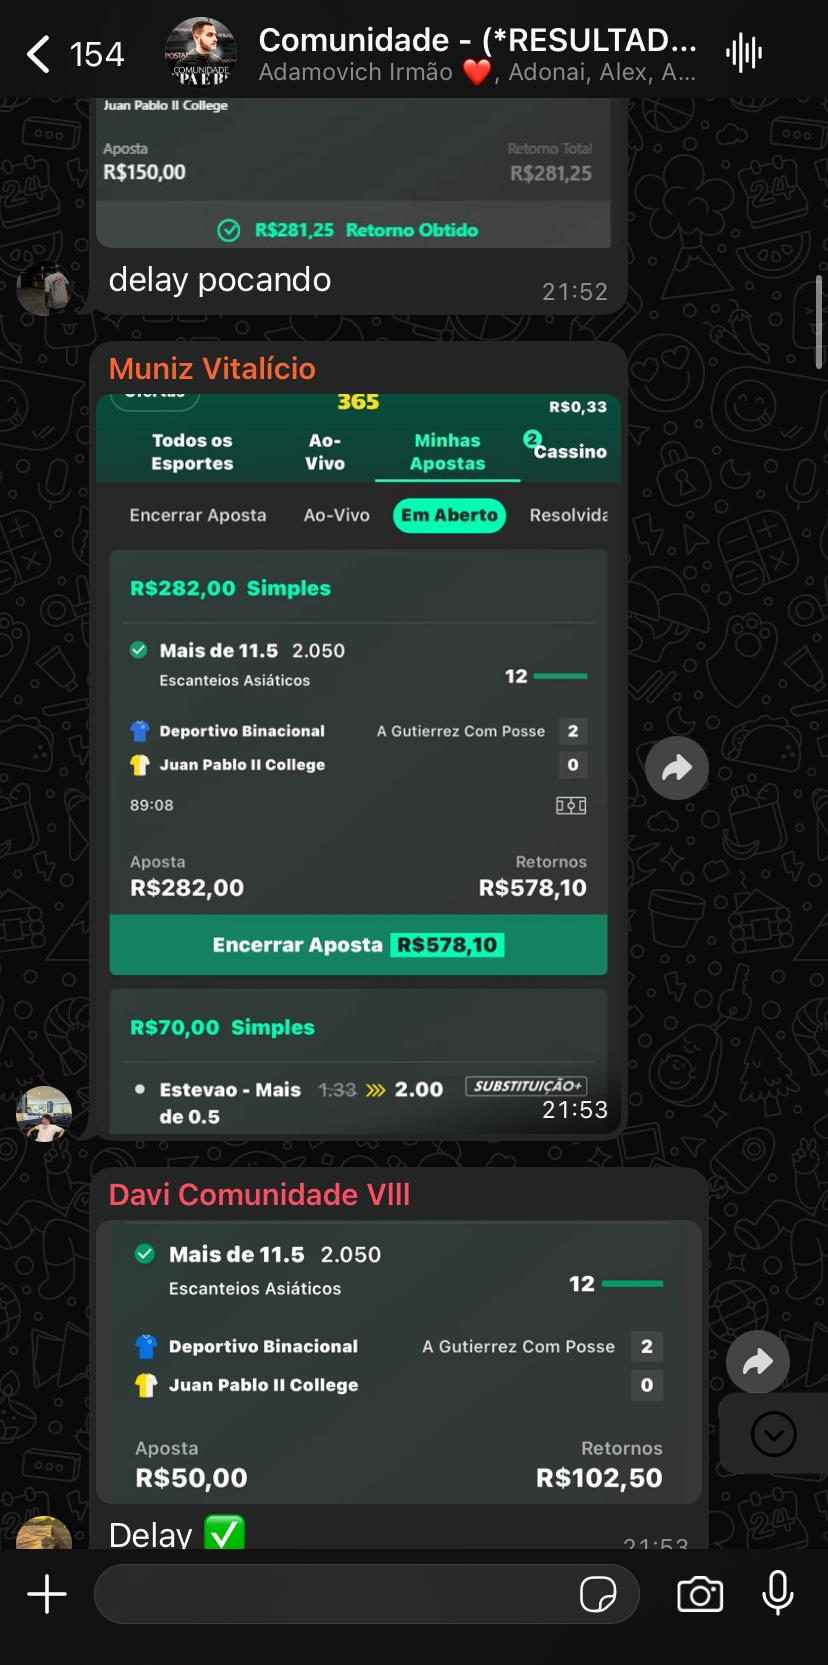 154
Comunidade - (*RESULTAD...
Adamovich Irmão ❤️, Adonai, Alex, A...
COMUNIDADE
Juan Pablo II College
Aposta
Retorno Total
R$150,00
R$281,25
R$281,25 Retorno Obtido
delay pocando
21:52
Muniz Vitalício
Ofertas
365
R$0,33
Todos os Esportes
Ao-Vivo
Minhas Apostas
2
Cassino
Encerrar Aposta
Ao-Vivo
Em Aberto
Resolvida
R$282,00 Simples
Mais de 11.5 2.050
Escanteios Asiáticos
12
Deportivo Binacional
A Gutierrez Com Posse 2
Juan Pablo II College
0
89:08
Aposta
Retornos
R$282,00
R$578,10
Encerrar Aposta R$578,10
R$70,00 Simples
Estevao - Mais de 0.5
1.33 2.00
SUBSTITUIÇÃO+
21:53
Davi Comunidade Vlll
Mais de 11.5 2.050
Escanteios Asiáticos
12
Deportivo Binacional
A Gutierrez Com Posse 2
Juan Pablo II College
0
Aposta
Retornos
R$50,00
R$102,50
Delay ✅
21:53